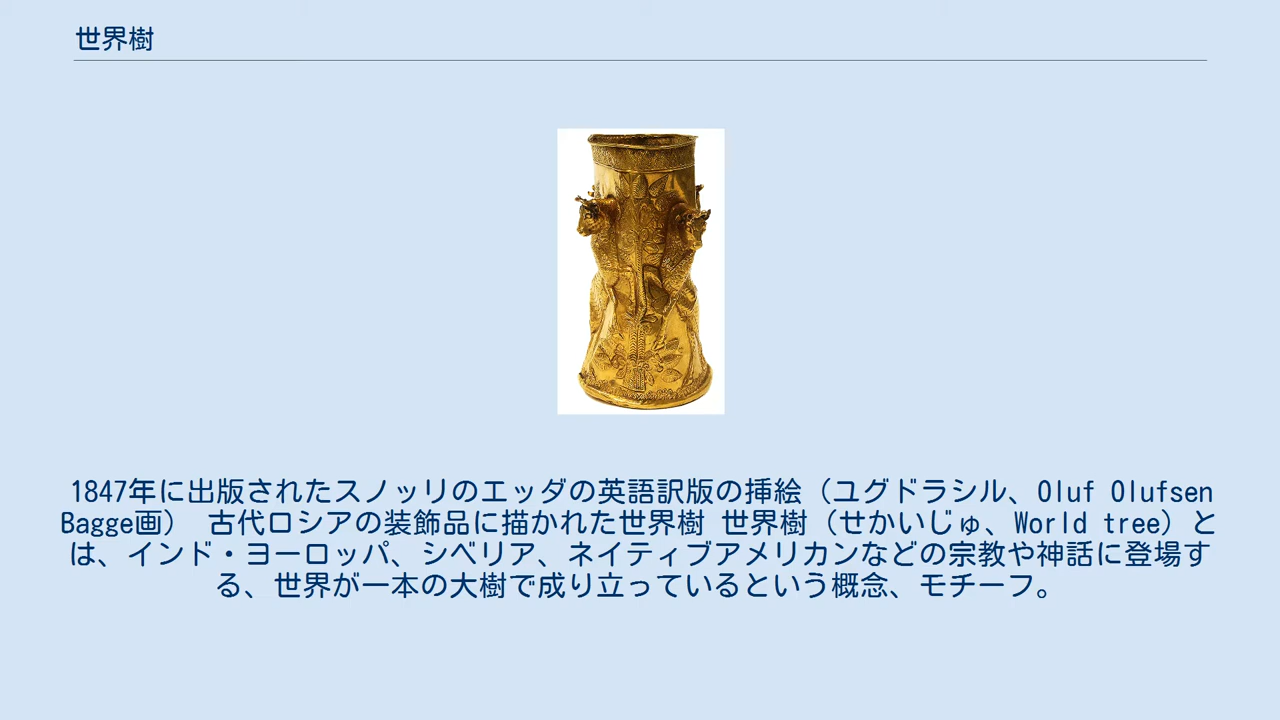 世界樹
1847年に出版されたスノッリのエッダの英語訳版の挿絵（ユグドラシル、Oluf Olufsen
Bagge画） 古代ロシアの装飾品に描かれた世界樹 世界樹（せかいじゅ、World tree）と
は、インド・ヨーロッパ、シベリア、ネイティブアメリカンなどの宗教や神話に登場す
る、世界が一本の大樹で成り立っているという概念、モチーフ。